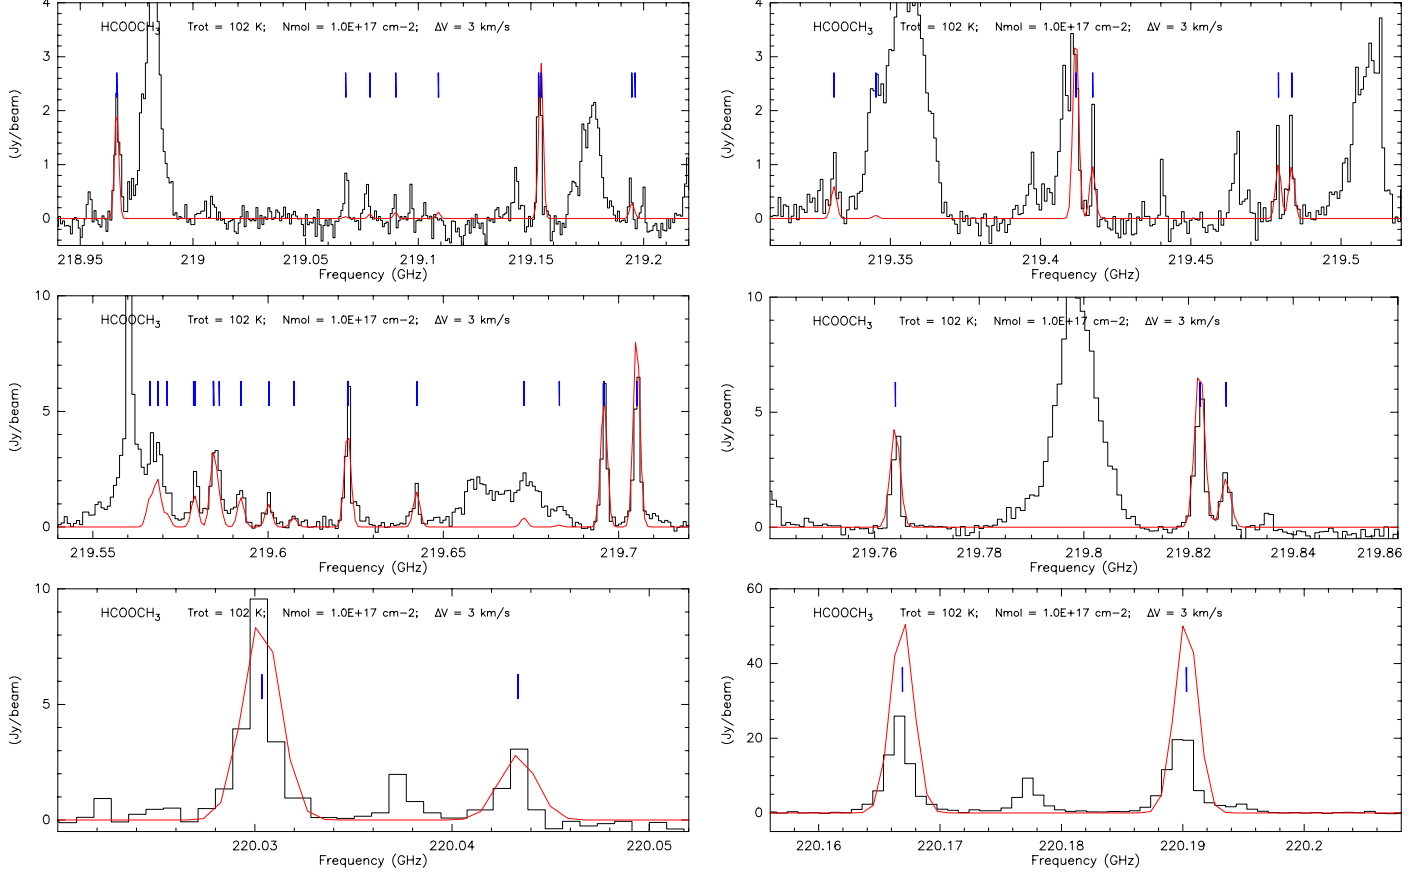 HCOOCH3 Trot = 102 K; Nmol = 1.0E+17 cm-2; ΔV = 3 km/s
4
3
2
1
0
(Jy/beam)
218.95 219 219.05 219.1 219.15 219.2
Frequency (GHz)
HCOOCH3 Trot = 102 K; Nmol = 1.0E+17 cm-2; ΔV = 3 km/s
4
3
2
1
0
(Jy/beam)
219.35 219.4 219.45 219.5
Frequency (GHz)
HCOOCH3 Trot = 102 K; Nmol = 1.0E+17 cm-2; ΔV = 3 km/s
10
5
0
(Jy/beam)
219.55 219.6 219.65 219.7
Frequency (GHz)
HCOOCH3 Trot = 102 K; Nmol = 1.0E+17 cm-2; ΔV = 3 km/s
10
5
0
(Jy/beam)
219.76 219.78 219.8 219.82 219.84 219.86
Frequency (GHz)
HCOOCH3 Trot = 102 K; Nmol = 1.0E+17 cm-2; ΔV = 3 km/s
10
5
0
(Jy/beam)
220.03 220.04 220.05
Frequency (GHz)
HCOOCH3 Trot = 102 K; Nmol = 1.0E+17 cm-2; ΔV = 3 km/s
60
40
20
0
(Jy/beam)
220.16 220.17 220.18 220.19 220.2
Frequency (GHz)